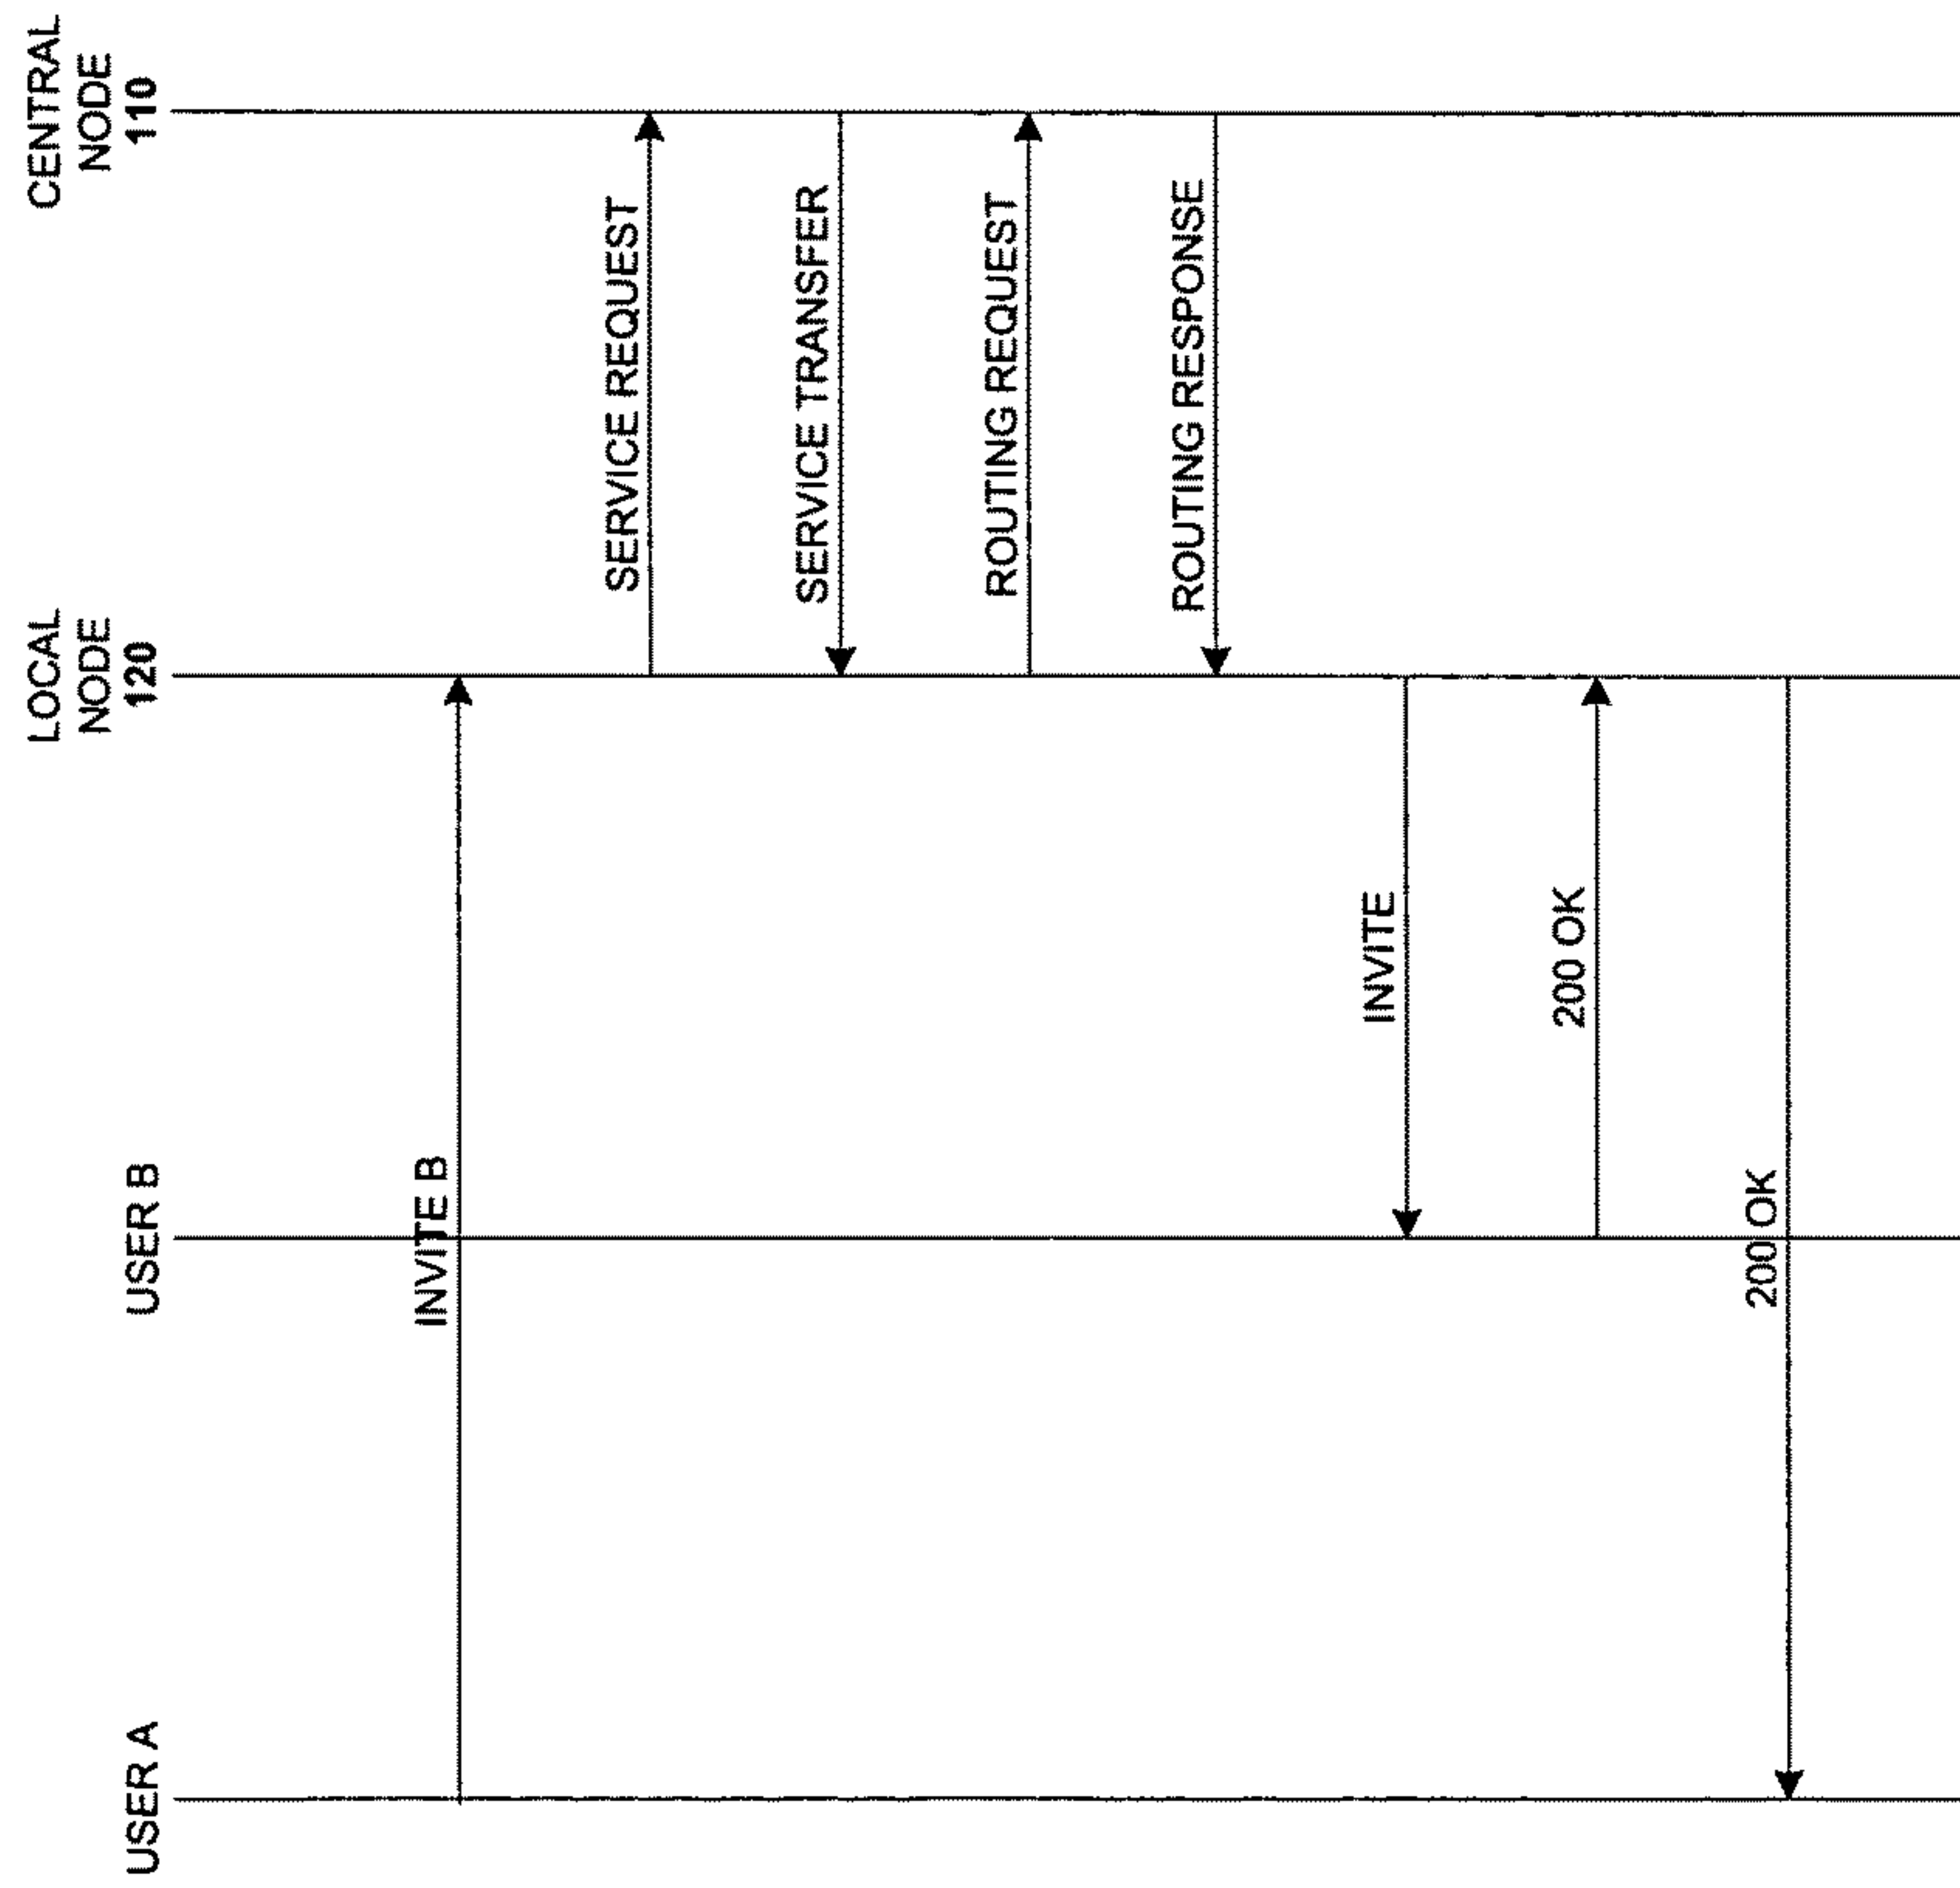 USER A
USER B
LOCAL
NODE
120
CENTRAL
NODE
110
INVITE B
SERVICE REQUEST
SERVICE TRANSFER
ROUTING REQUEST
ROUTING RESPONSE
INVITE
200 OK
200 OK